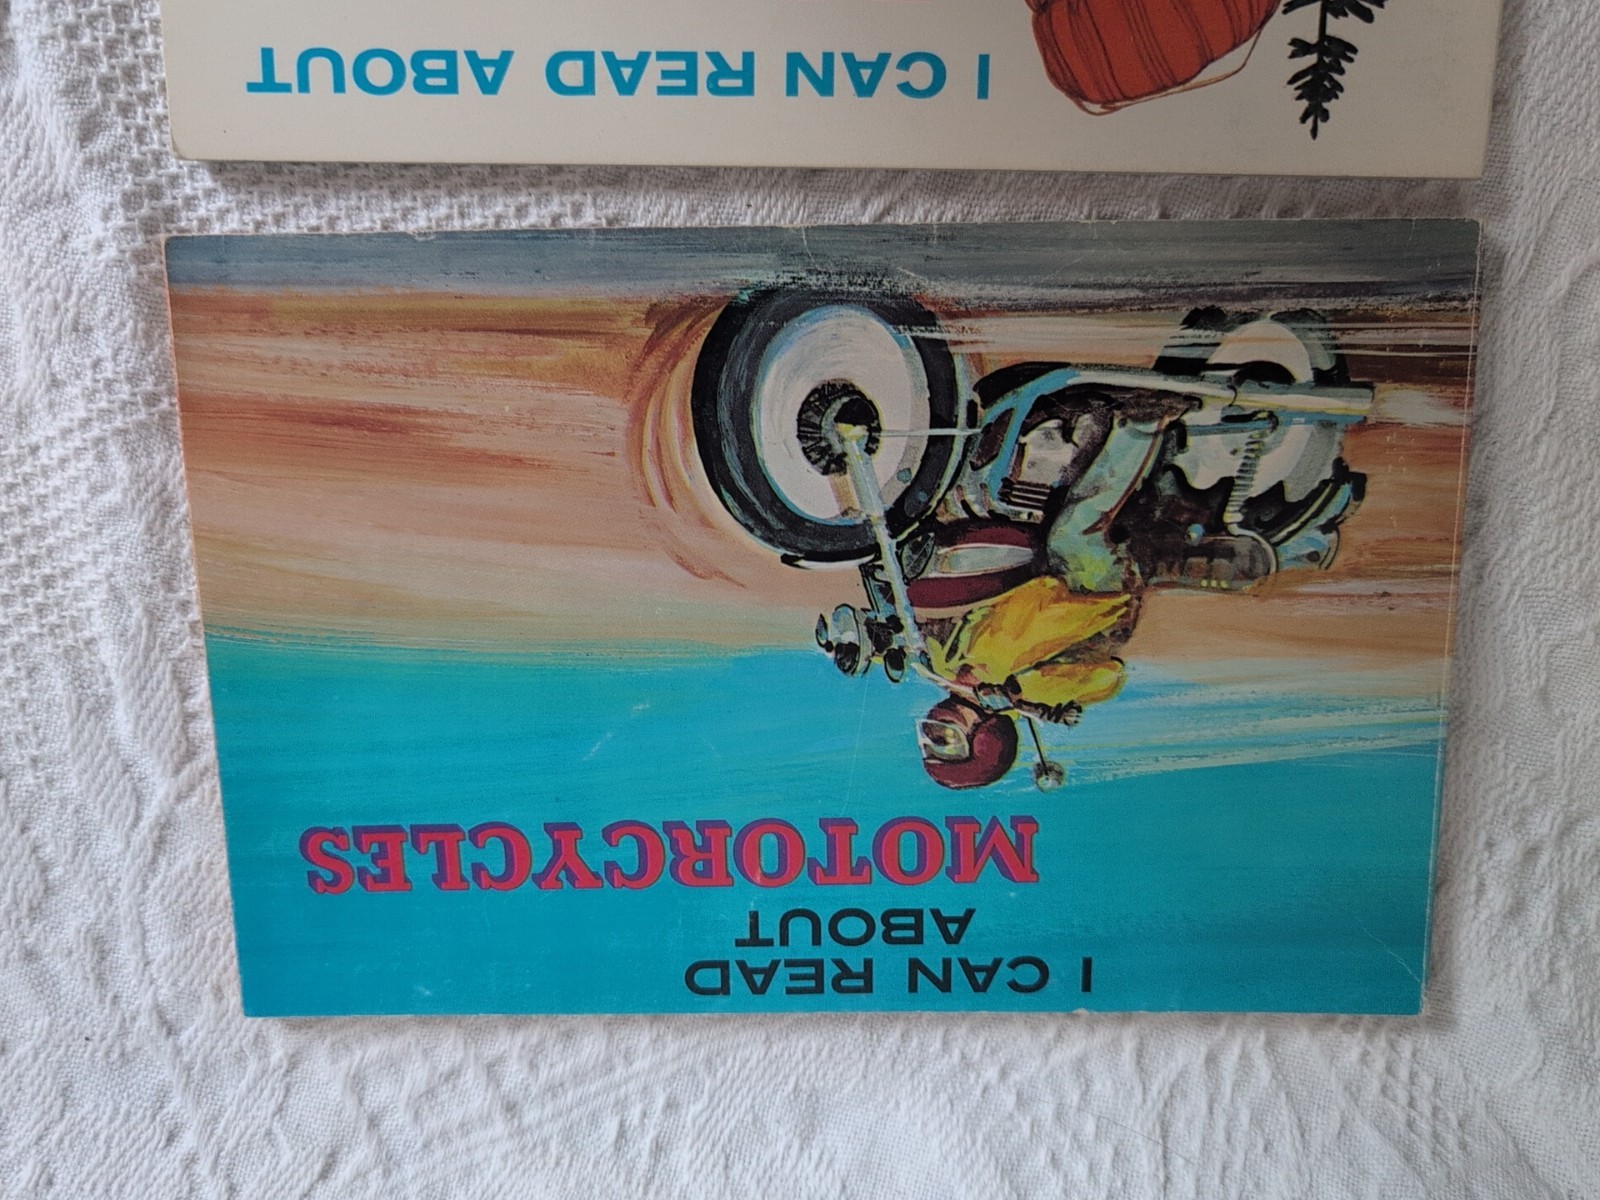 I CAN READ ABOUT
I CAN READ
ABOUT
MOTORCYCLES